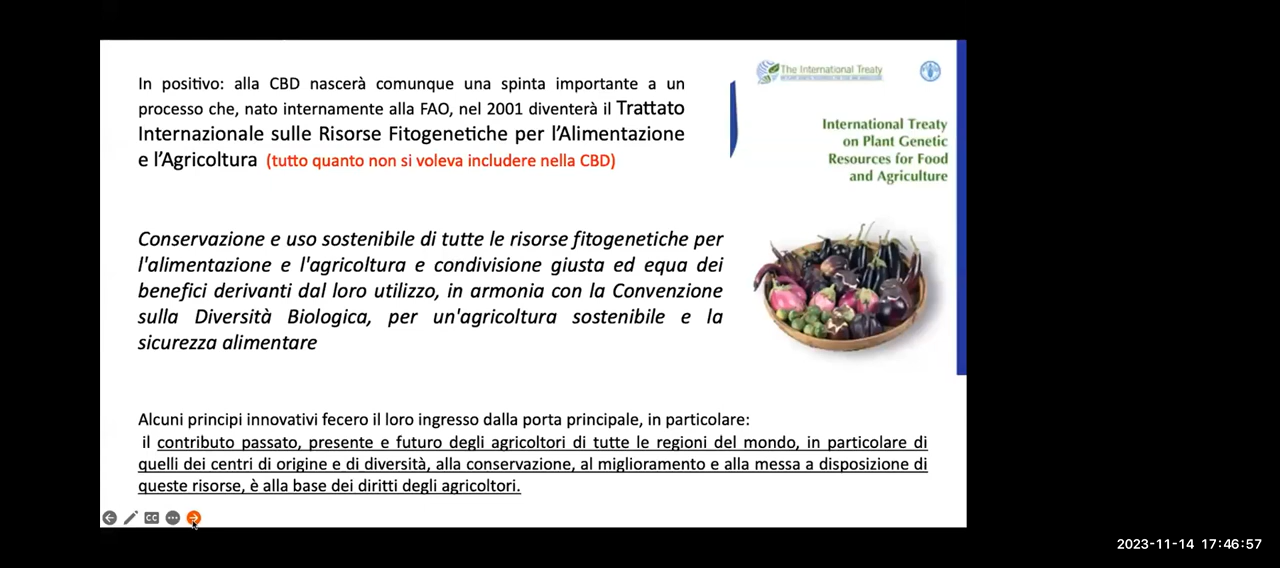 In positivo: alla CBD nascerà comunque una spinta importante a un
processo che, nato internamente alla FAO, nel 2001 diventerà il Trattato
Internazionale sulle Risorse Fitogenetiche per l'Alimentazione
e l'Agricoltura (tutto quanto non si voleva includere nella CBD)
The International Treaty
International Treaty
on Plant Genetic
Resources for Food
and Agriculture
Conservazione e uso sostenibile di tutte le risorse fitogenetiche per
l'alimentazione e l'agricoltura e condivisione giusta ed equa dei
benefici derivanti dal loro utilizzo, in armonia con la Convenzione
sulla Diversità Biologica, per un'agricoltura sostenibile e la
sicurezza alimentare
Alcuni principi innovativi fecero il loro ingresso dalla porta principale, in particolare:
il contributo passato, presente e futuro degli agricoltori di tutte le regioni del mondo, in particolare di
quelli dei centri di origine e di diversità, alla conservazione, al miglioramento e alla messa a disposizione di
queste risorse, è alla base dei diritti degli agricoltori.
CC
2023-11-14 17:46:57